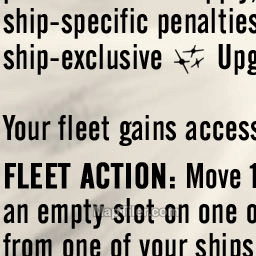 ship-specific penalties
ship-exclusive Upg
Your fleet gains access
FLEET ACTION: Move 1
an empty slot on one o
from one of your ships